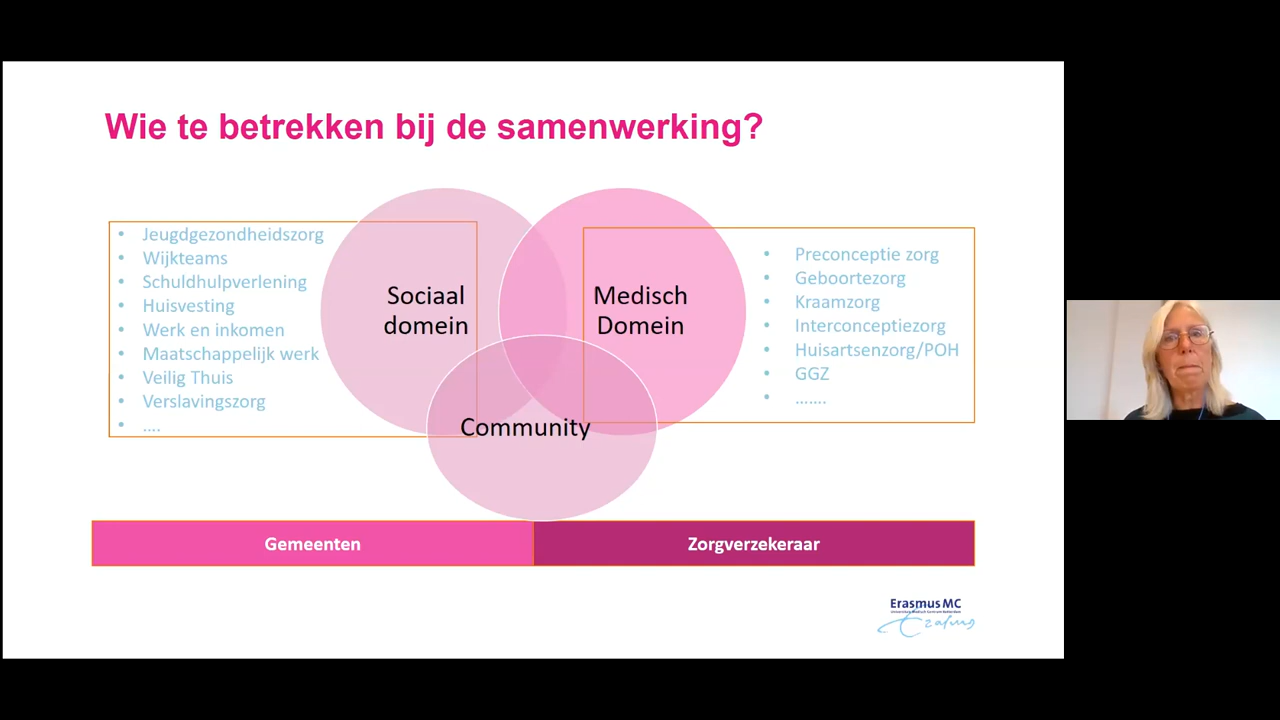 Wie te betrekken bij de samenwerking?
• Jeugdgezondheidszorg
• Wijkteams
• Schuldhulpverlening
• Huisvesting
• Werk en inkomen
• Maatschappelijk werk
• Veilig Thuis
• Verslavingszorg
• ....
Sociaal
domein
Medisch
Domein
Community
• Preconceptie zorg
• Geboortezorg
• Kraamzorg
• Interconceptiezorg
• Huisartsenzorg/POH
• GGZ
• .......
Gemeenten
Zorgverzekeraar
Erasmus MC
Erasmus